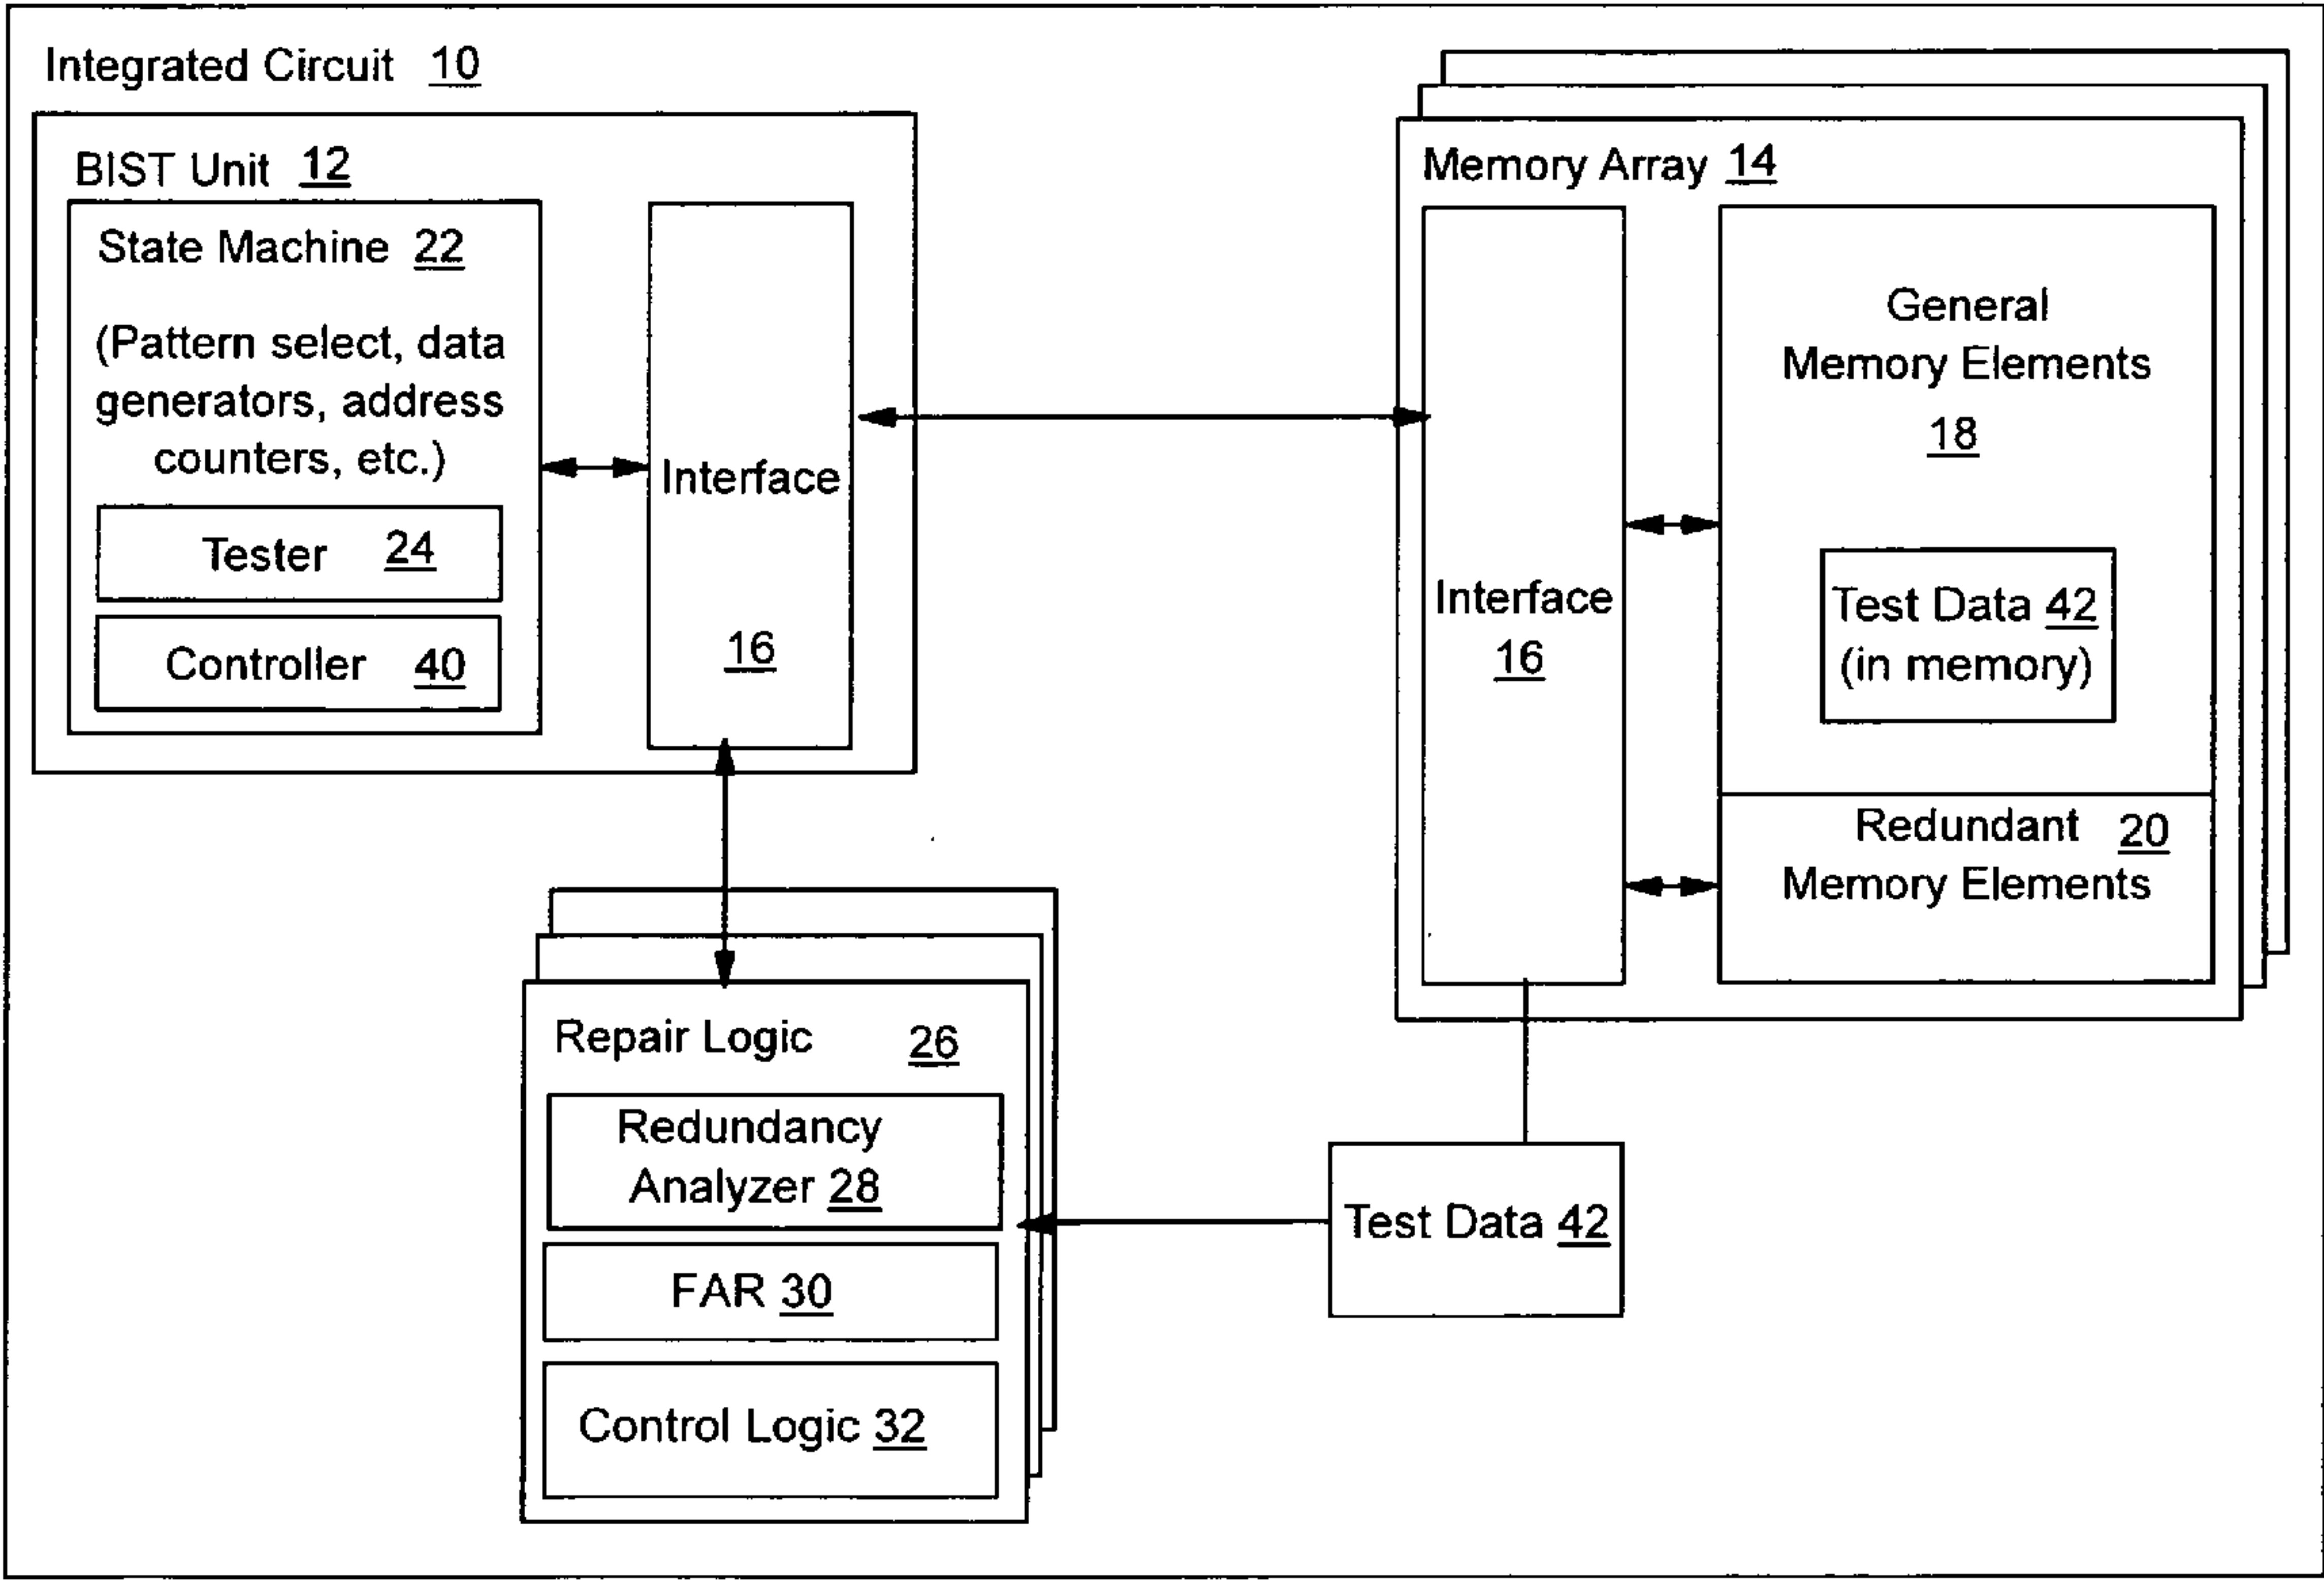 Integrated Circuit 10
BIST Unit 12
State Machine 22
(Pattern select, data
generators, address
counters, etc.)
Tester 24
Controller 40
Interface
16
Memory Array 14
Interface
16
General
Memory Elements
18
Test Data 42
(in memory)
Redundant 20
Memory Elements
Repair Logic 26
Redundancy
Analyzer 28
FAR 30
Control Logic 32
Test Data 42